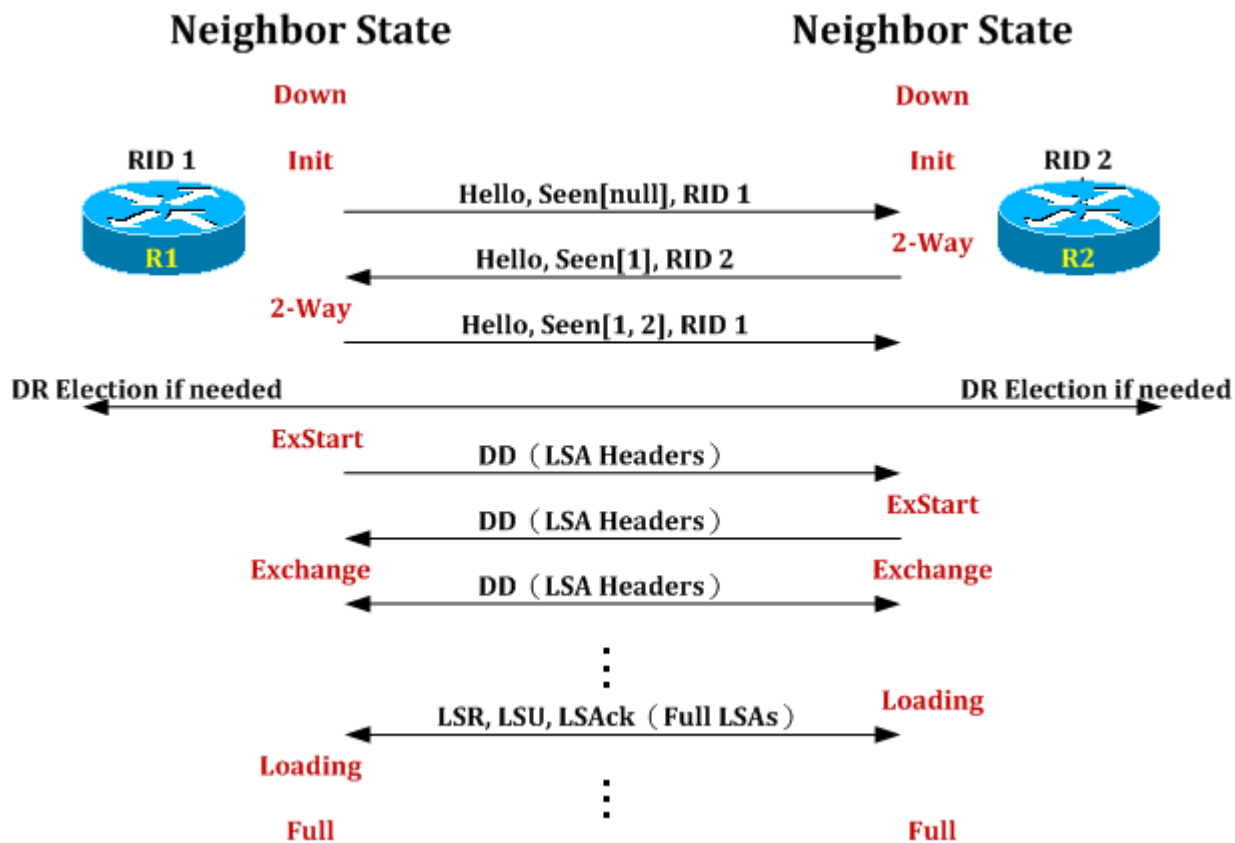 Neighbor State Neighbor State
Down Down
RID 1 Init Init RID 2
Hello, Seen[null], RID 1
R1 2-Way R2
Hello, Seen[1], RID 2
2-Way
Hello, Seen[1, 2], RID 1
DR Election if needed DR Election if needed
ExStart
DD（LSA Headers）
ExStart
DD（LSA Headers）
Exchange Exchange
DD（LSA Headers）
Loading
LSR, LSU, LSAck（Full LSAs）
Loading
Full Full